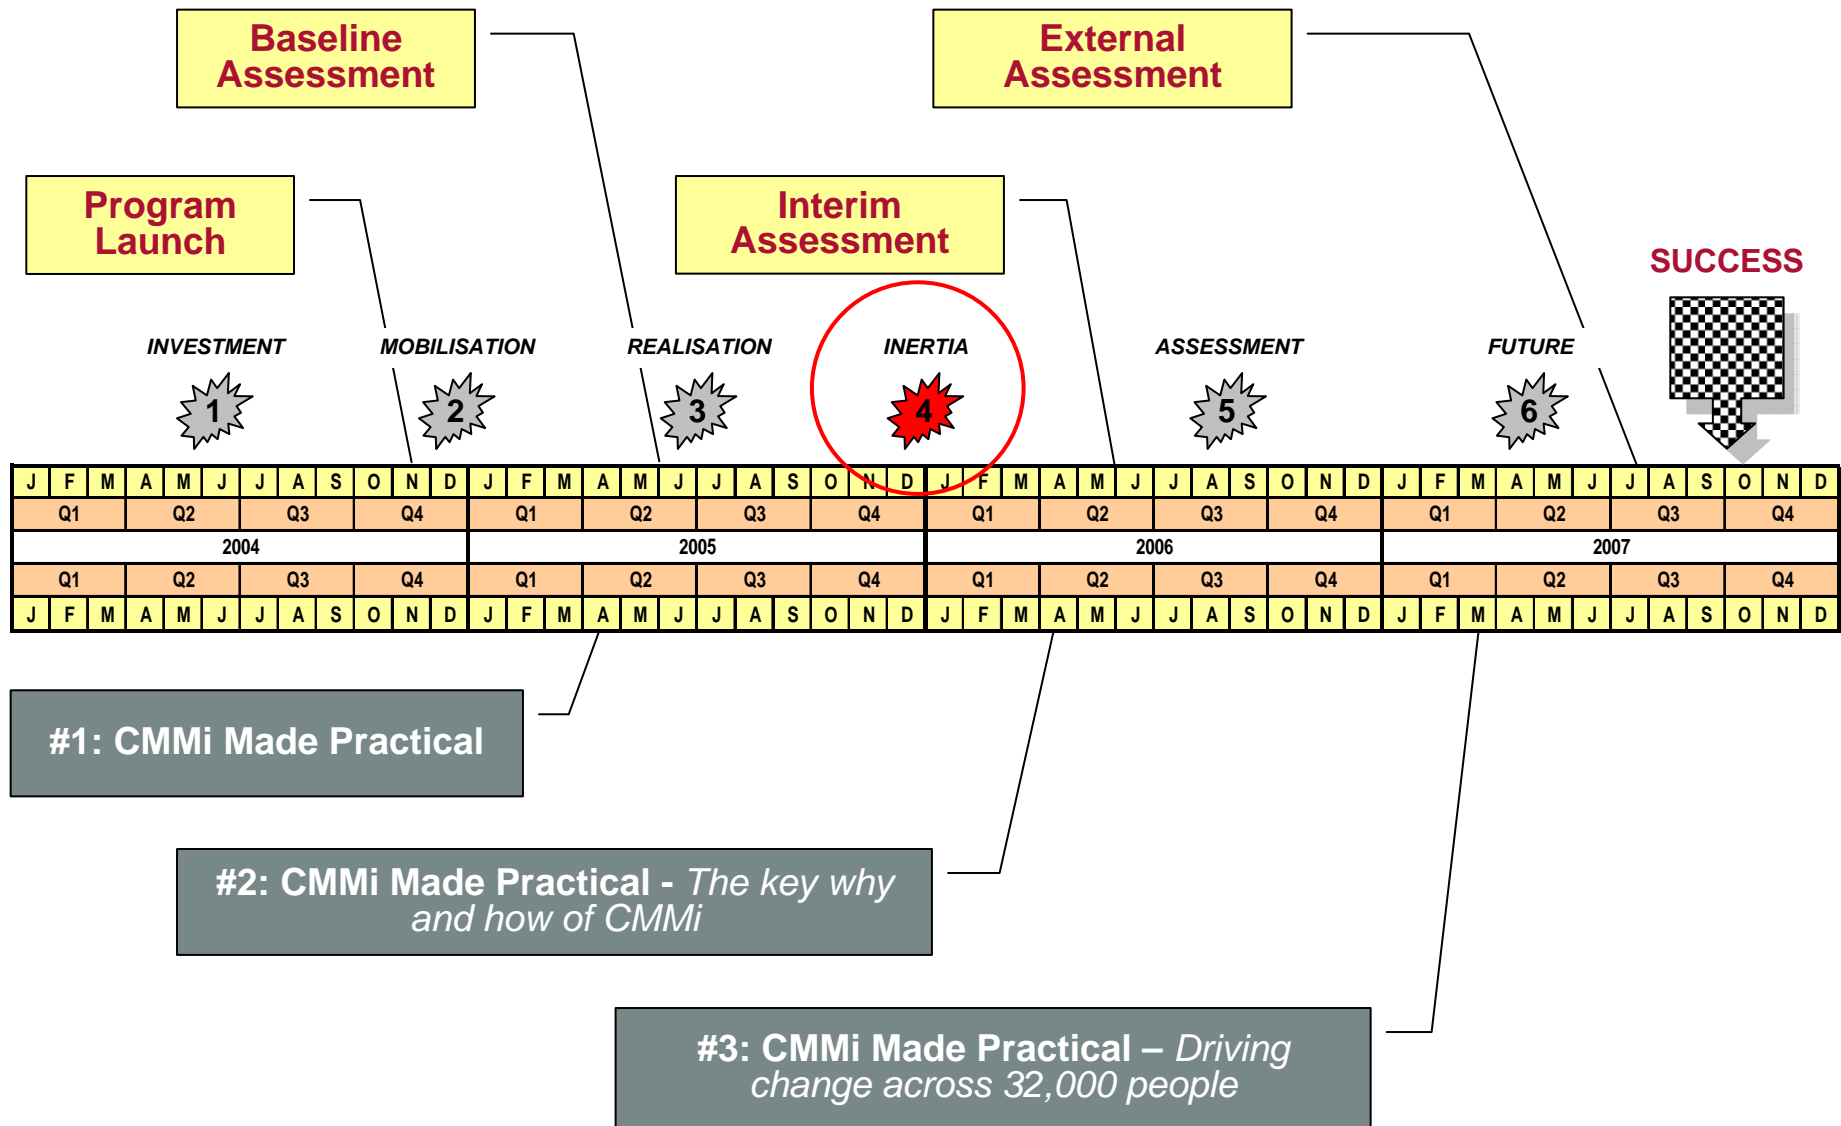 Baseline
Assessment
External
Assessment
Program
Launch
Interim
Assessment
SUCCESS
INVESTMENT MOBILISATION REALISATION INERTIA ASSESSMENT FUTURE
1 2 3 4 5 6
J F M A M J J A S O N D J F M A M J J A S O N D J F M A M J J A S O N D J F M A M J J A S O N D
Q1 Q2 Q3 Q4 Q1 Q2 Q3 Q4 Q1 Q2 Q3 Q4 Q1 Q2 Q3 Q4
2004 2005 2006 2007
Q1 Q2 Q3 Q4 Q1 Q2 Q3 Q4 Q1 Q2 Q3 Q4 Q1 Q2 Q3 Q4
J F M A M J J A S O N D J F M A M J J A S O N D J F M A M J J A S O N D J F M A M J J A S O N D
#1: CMMi Made Practical
#2: CMMi Made Practical - The key why
and how of CMMi
#3: CMMi Made Practical – Driving
change across 32,000 people